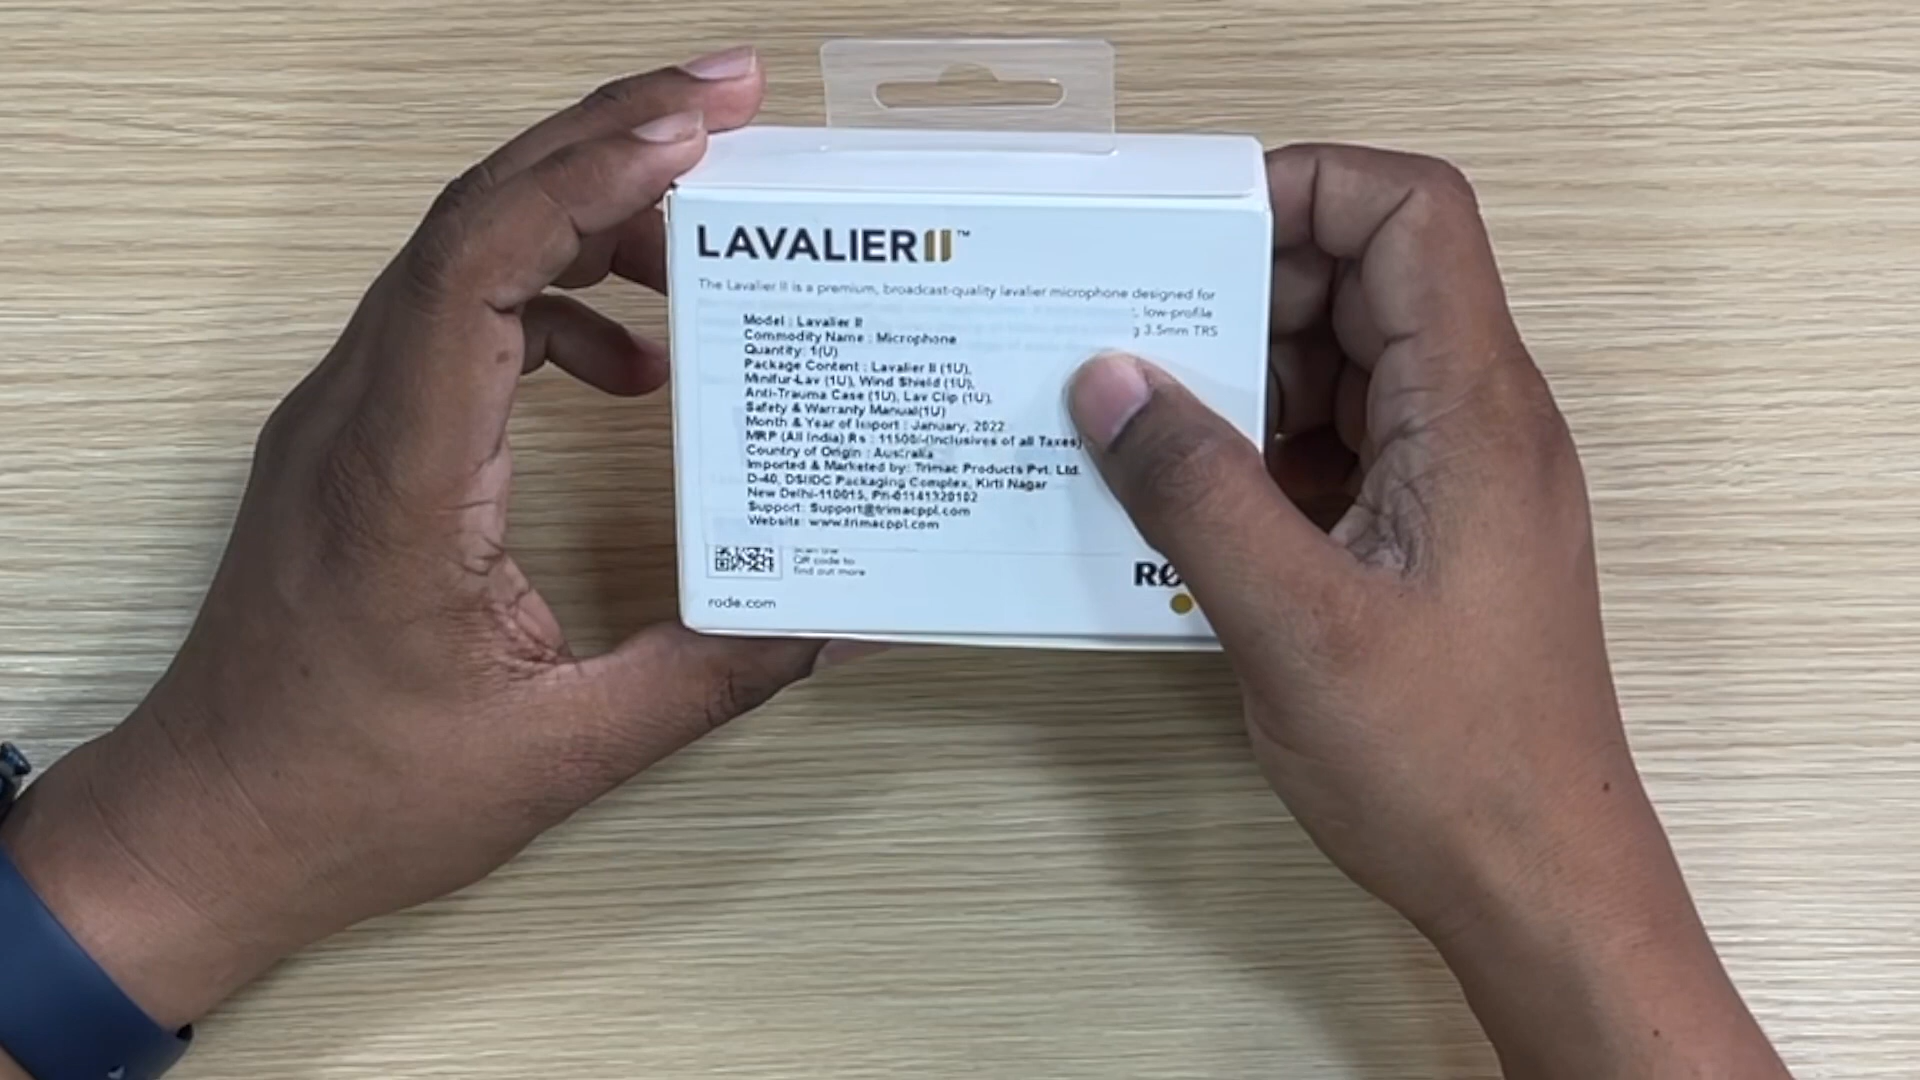 LAVALIER II™
The Lavalier II is a premium, broadcast-quality lavalier microphone designed for
low-profile
3.5mm TRS
Model : Lavalier II
Commodity Name : Microphone
Quantity: 1(U)
Package Content : Lavalier II (1U),
Minifur-Lav (1U), Wind Shield (1U),
Anti-Trauma Case (1U), Lav Clip (1U),
Safety & Warranty Manual(1U)
Month & Year of Import : January, 2022
MRP (All India) Rs : 11500/-(Inclusives of all Taxes)
Country of Origin : Australia
Imported & Marketed by: Trimac Products Pvt. Ltd.
D-40, DSIIDC Packaging Complex, Kirti Nagar
New Delhi-110015, Pn-01141320102
Support: Support@trimacppl.com
Website: www.trimacppl.com
QR code to
find out more
RØ
rode.com